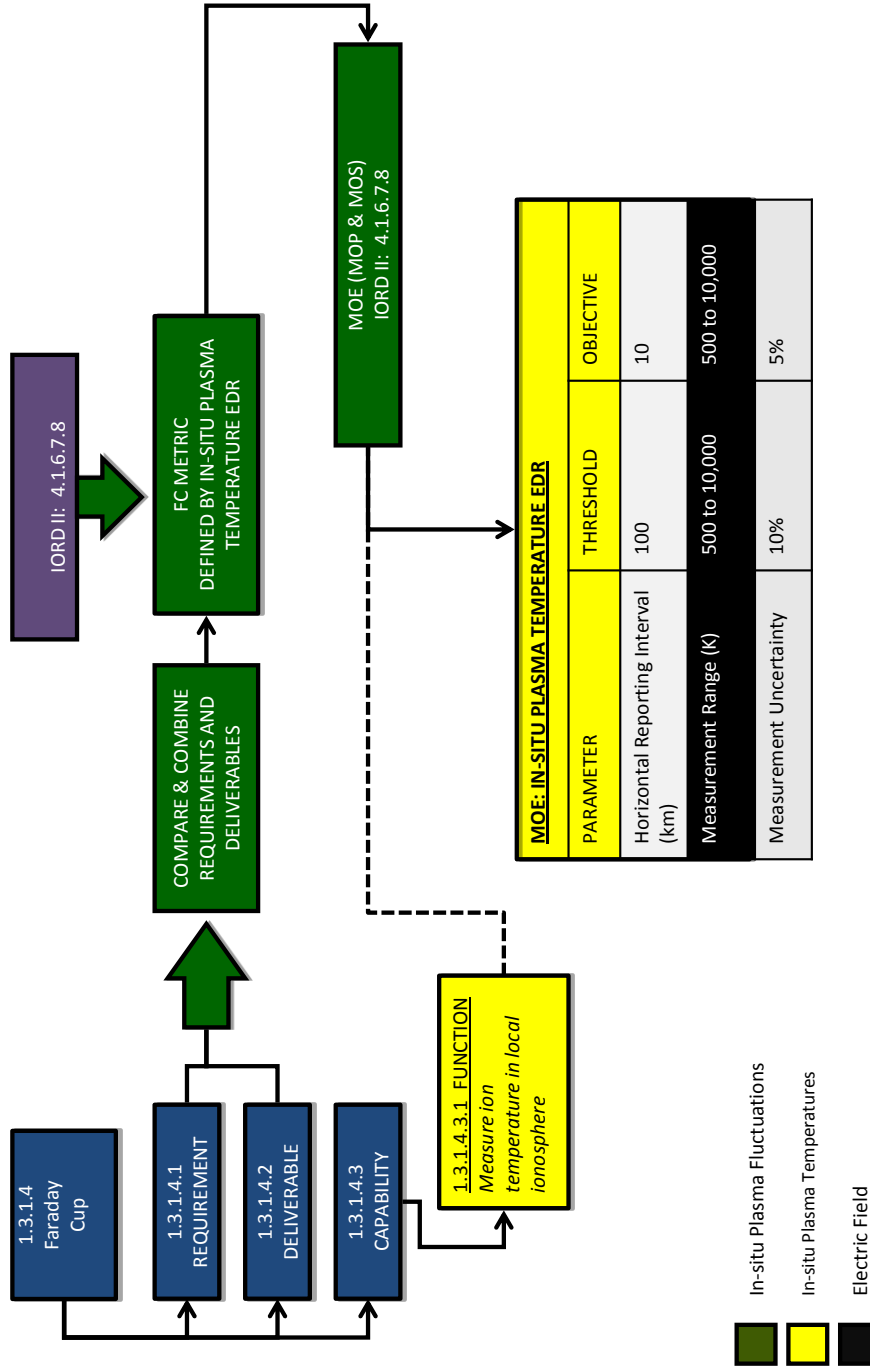 1.3.1.4
Faraday
Cup
1.3.1.4.1
REQUIREMENT
1.3.1.4.2
DELIVERABLE
1.3.1.4.3
CAPABILITY
1.3.1.4.3.1 FUNCTION
Measure ion
temperature in local
ionosphere
COMPARE & COMBINE
REQUIREMENTS AND
DELIVERABLES
IORD II: 4.1.6.7.8
FC METRIC
DEFINED BY IN-SITU PLASMA
TEMPERATURE EDR
MOE (MOP & MOS)
IORD II: 4.1.6.7.8
MOE: IN-SITU PLASMA TEMPERATURE EDR
PARAMETER THRESHOLD OBJECTIVE
Horizontal Reporting Interval
(km) 100 10
Measurement Range (K) 500 to 10,000 500 to 10,000
Measurement Uncertainty 10% 5%
In-situ Plasma Fluctuations
In-situ Plasma Temperatures
Electric Field